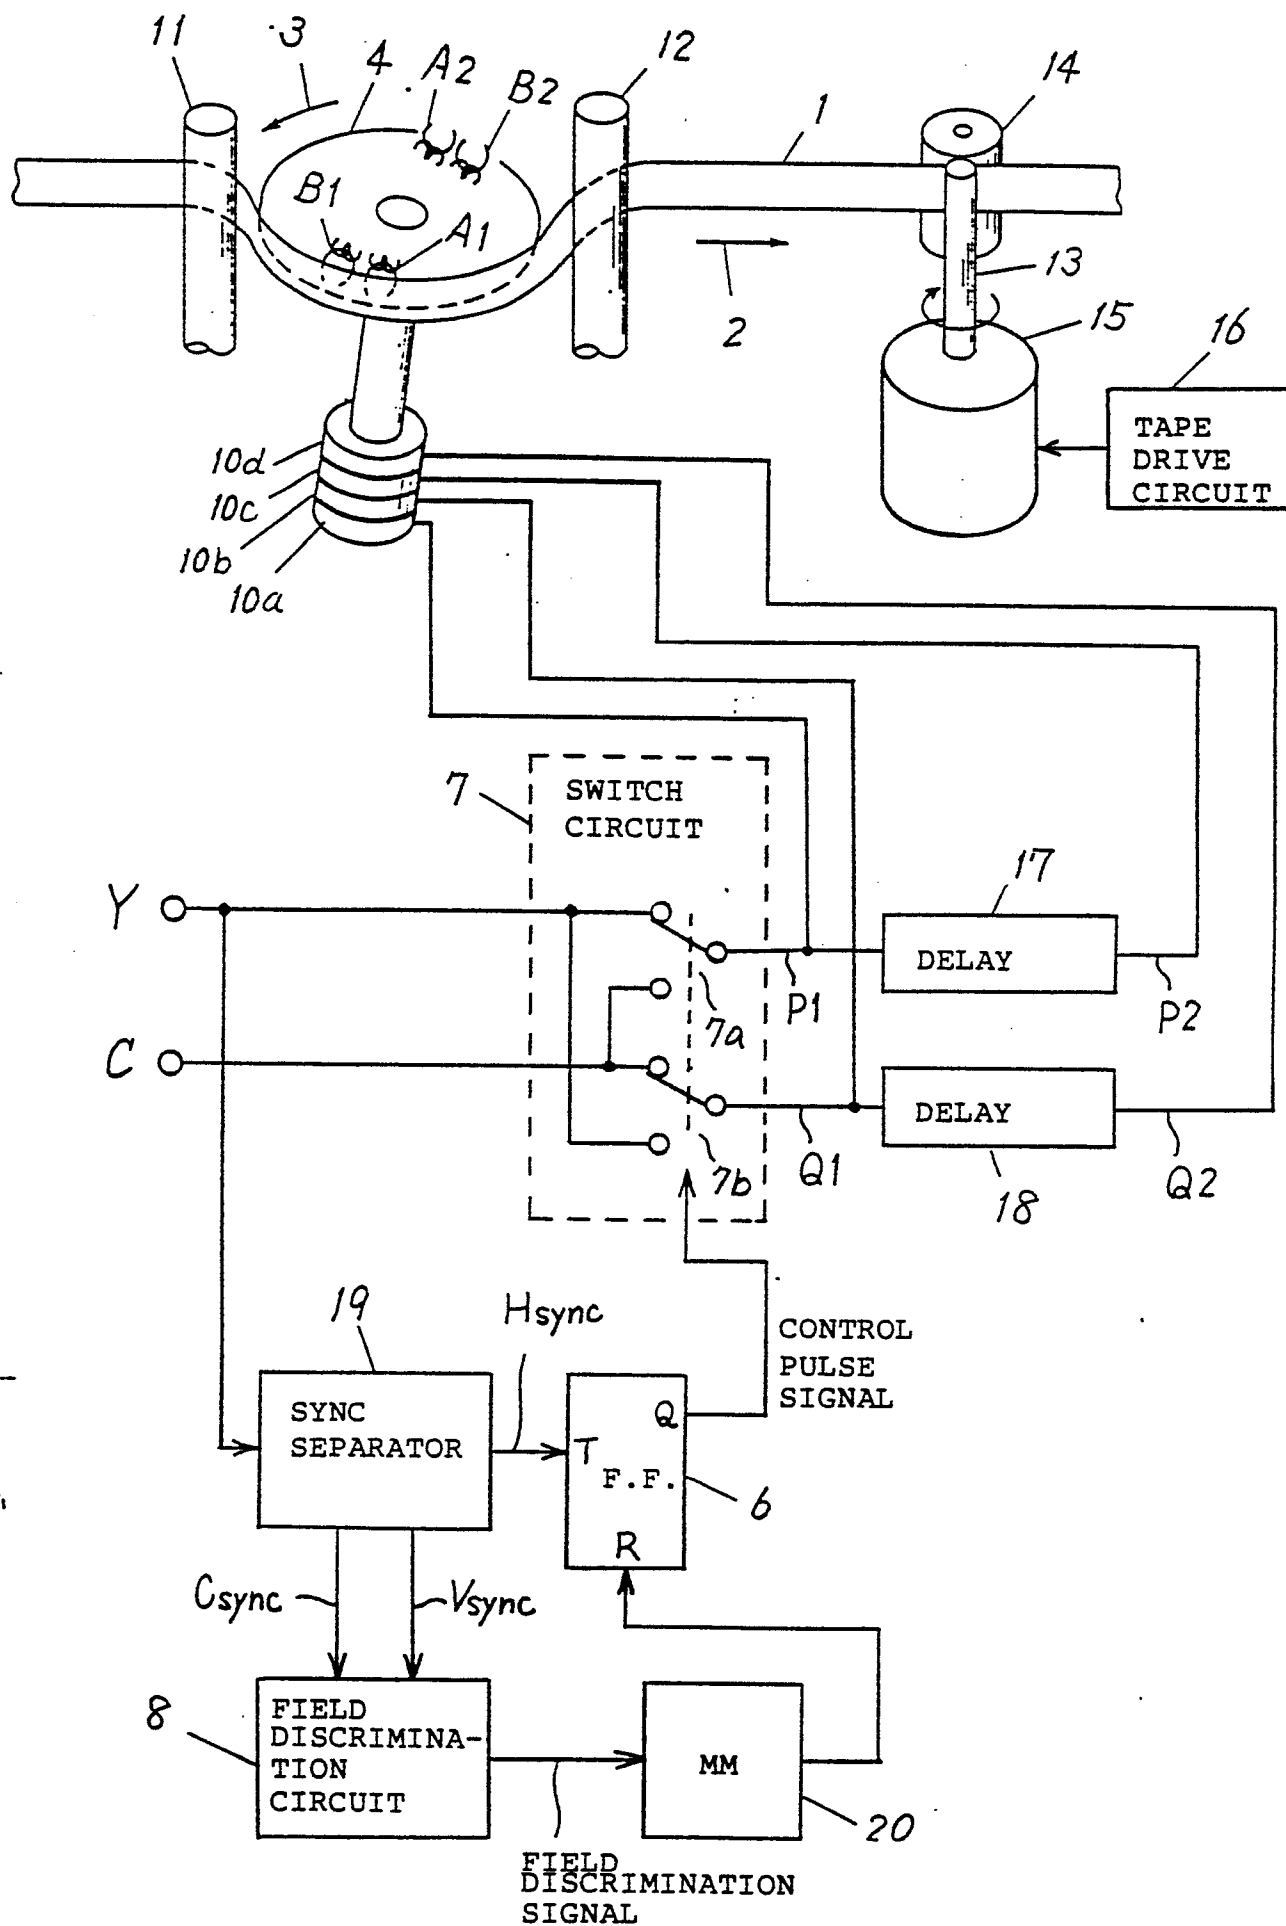 11
3
4
A2
B2
12
1
14
B1
A1
2
13
15
16
TAPE
DRIVE
CIRCUIT
10d
10c
10b
10a
7
SWITCH
CIRCUIT
Y
17
DELAY
P1
P2
7a
C
DELAY
Q1
Q2
7b
18
19
Hsync
CONTROL
PULSE
SIGNAL
SYNC
SEPARATOR
Q
T
F.F.
R
6
Csync
Vsync
8
FIELD
DISCRIMINA-
TION
CIRCUIT
MM
20
FIELD
DISCRIMINATION
SIGNAL